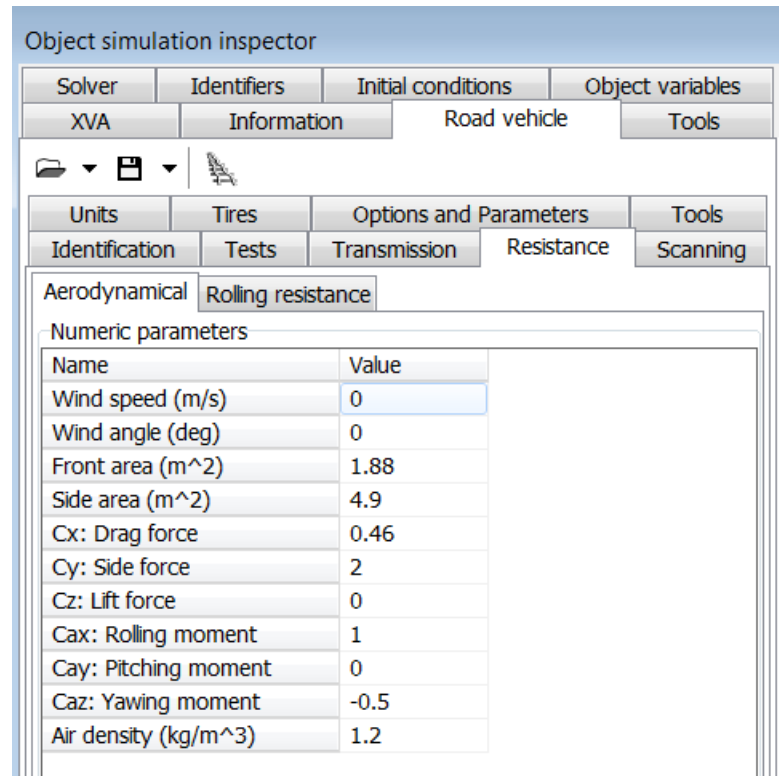 Object simulation inspector
Solver Identifiers Initial conditions Object variables
XVA Information Road vehicle Tools
Units Tires Options and Parameters Tools
Identification Tests Transmission Resistance Scanning
Aerodynamical Rolling resistance
Numeric parameters
Name Value
Wind speed (m/s) 0
Wind angle (deg) 0
Front area (m^2) 1.88
Side area (m^2) 4.9
Cx: Drag force 0.46
Cy: Side force 2
Cz: Lift force 0
Cax: Rolling moment 1
Cay: Pitching moment 0
Caz: Yawing moment -0.5
Air density (kg/m^3) 1.2